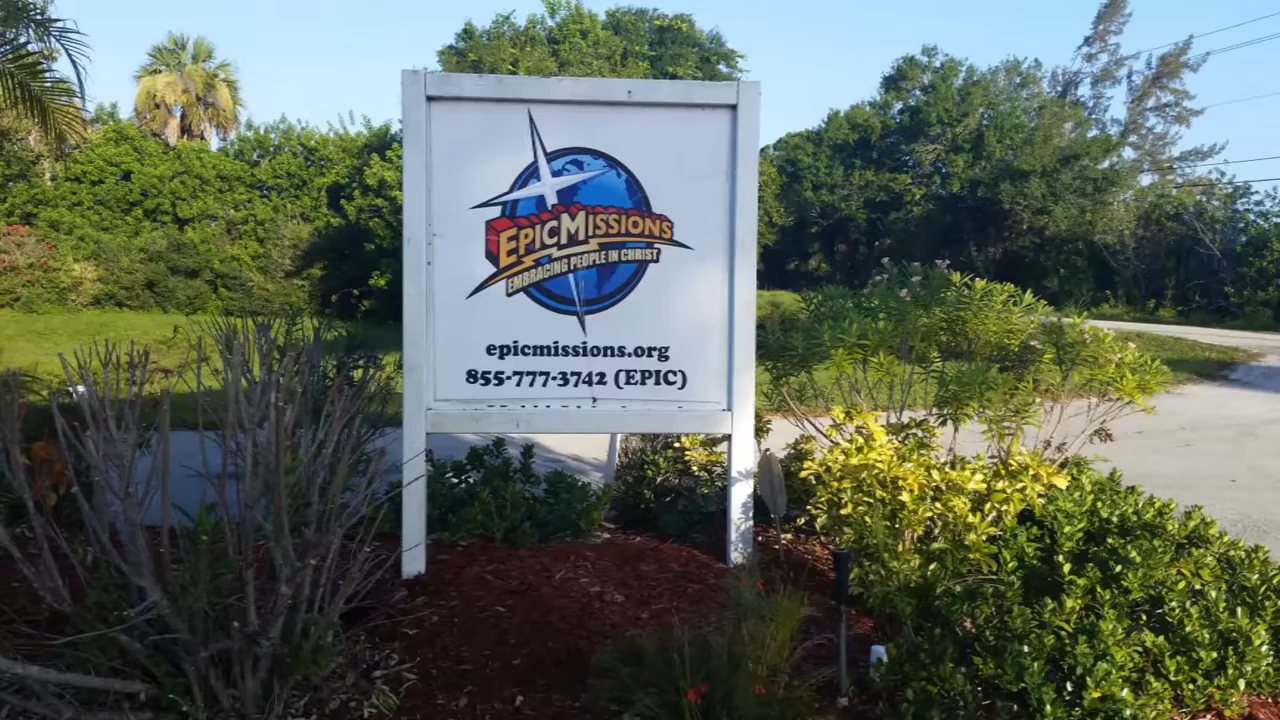 EPICMISSIONS
EMBRACING PEOPLE IN CHRIST
epicmissions.org
855-777-3742 (EPIC)